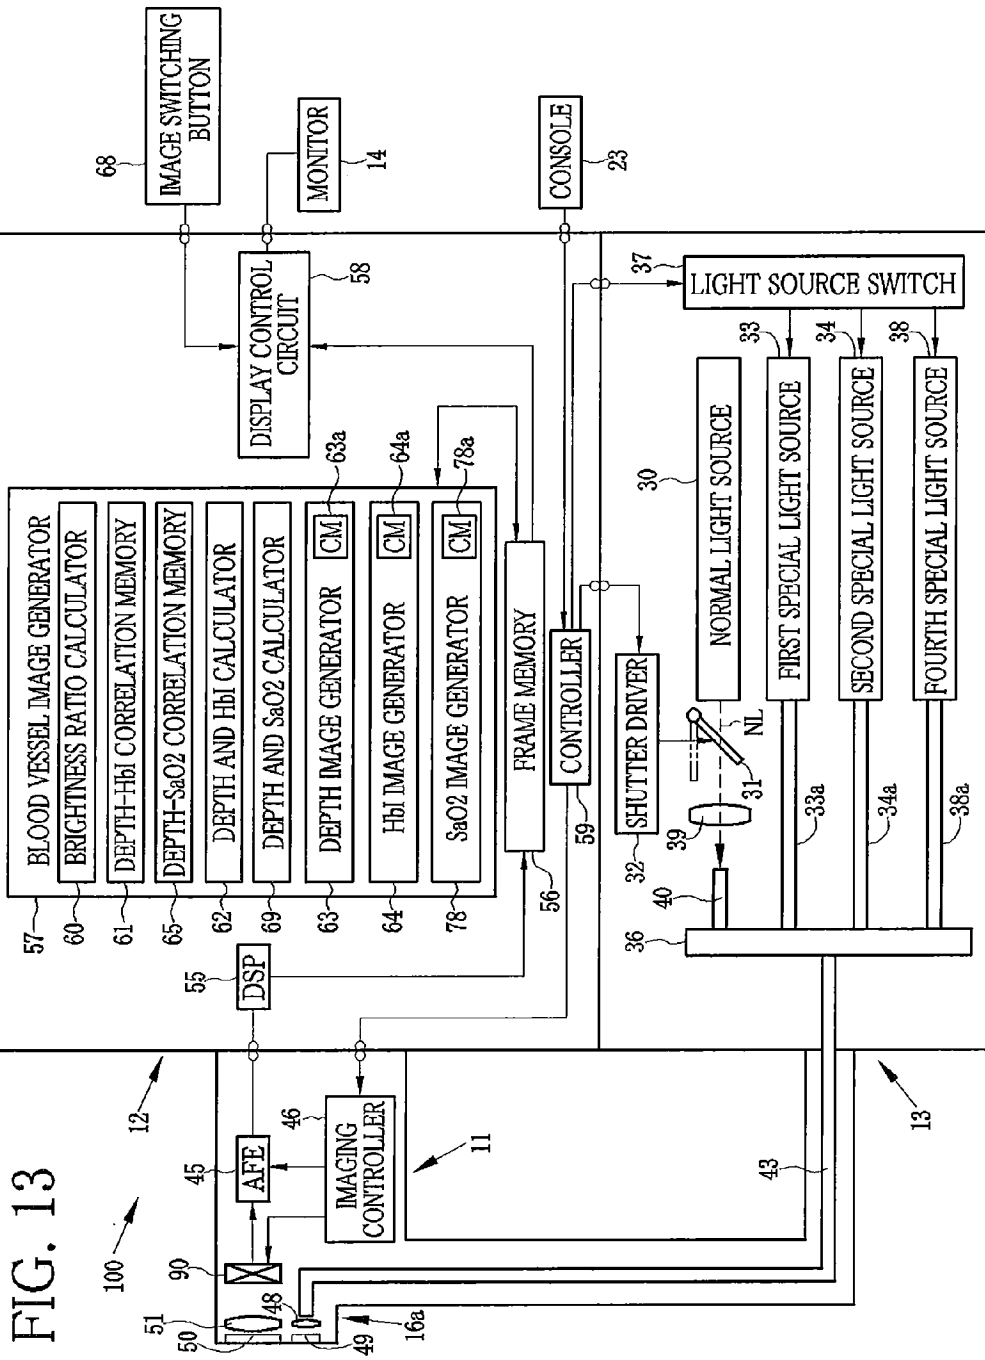 FIG. 13
100
12
57
BLOOD VESSEL IMAGE GENERATOR
60
BRIGHTNESS RATIO CALCULATOR
61
DEPTH-HbI CORRELATION MEMORY
65
DEPTH-SaO2 CORRELATION MEMORY
62
DEPTH AND HbI CALCULATOR
69
DEPTH AND SaO2 CALCULATOR
63
DEPTH IMAGE GENERATOR
CM
63a
64
HbI IMAGE GENERATOR
CM
64a
78
SaO2 IMAGE GENERATOR
CM
78a
68
IMAGE SWITCHING
BUTTON
DISPLAY CONTROL
CIRCUIT
58
MONITOR
14
55
DSP
56
FRAME MEMORY
CONSOLE
23
59
CONTROLLER
51
50
90
45
AFE
46
IMAGING
CONTROLLER
48
49
16a
11
32
SHUTTER DRIVER
37
LIGHT SOURCE SWITCH
36
40
39
31
NL
30
NORMAL LIGHT SOURCE
33a
33
FIRST SPECIAL LIGHT SOURCE
34a
34
SECOND SPECIAL LIGHT SOURCE
38a
38
FOURTH SPECIAL LIGHT SOURCE
43
13